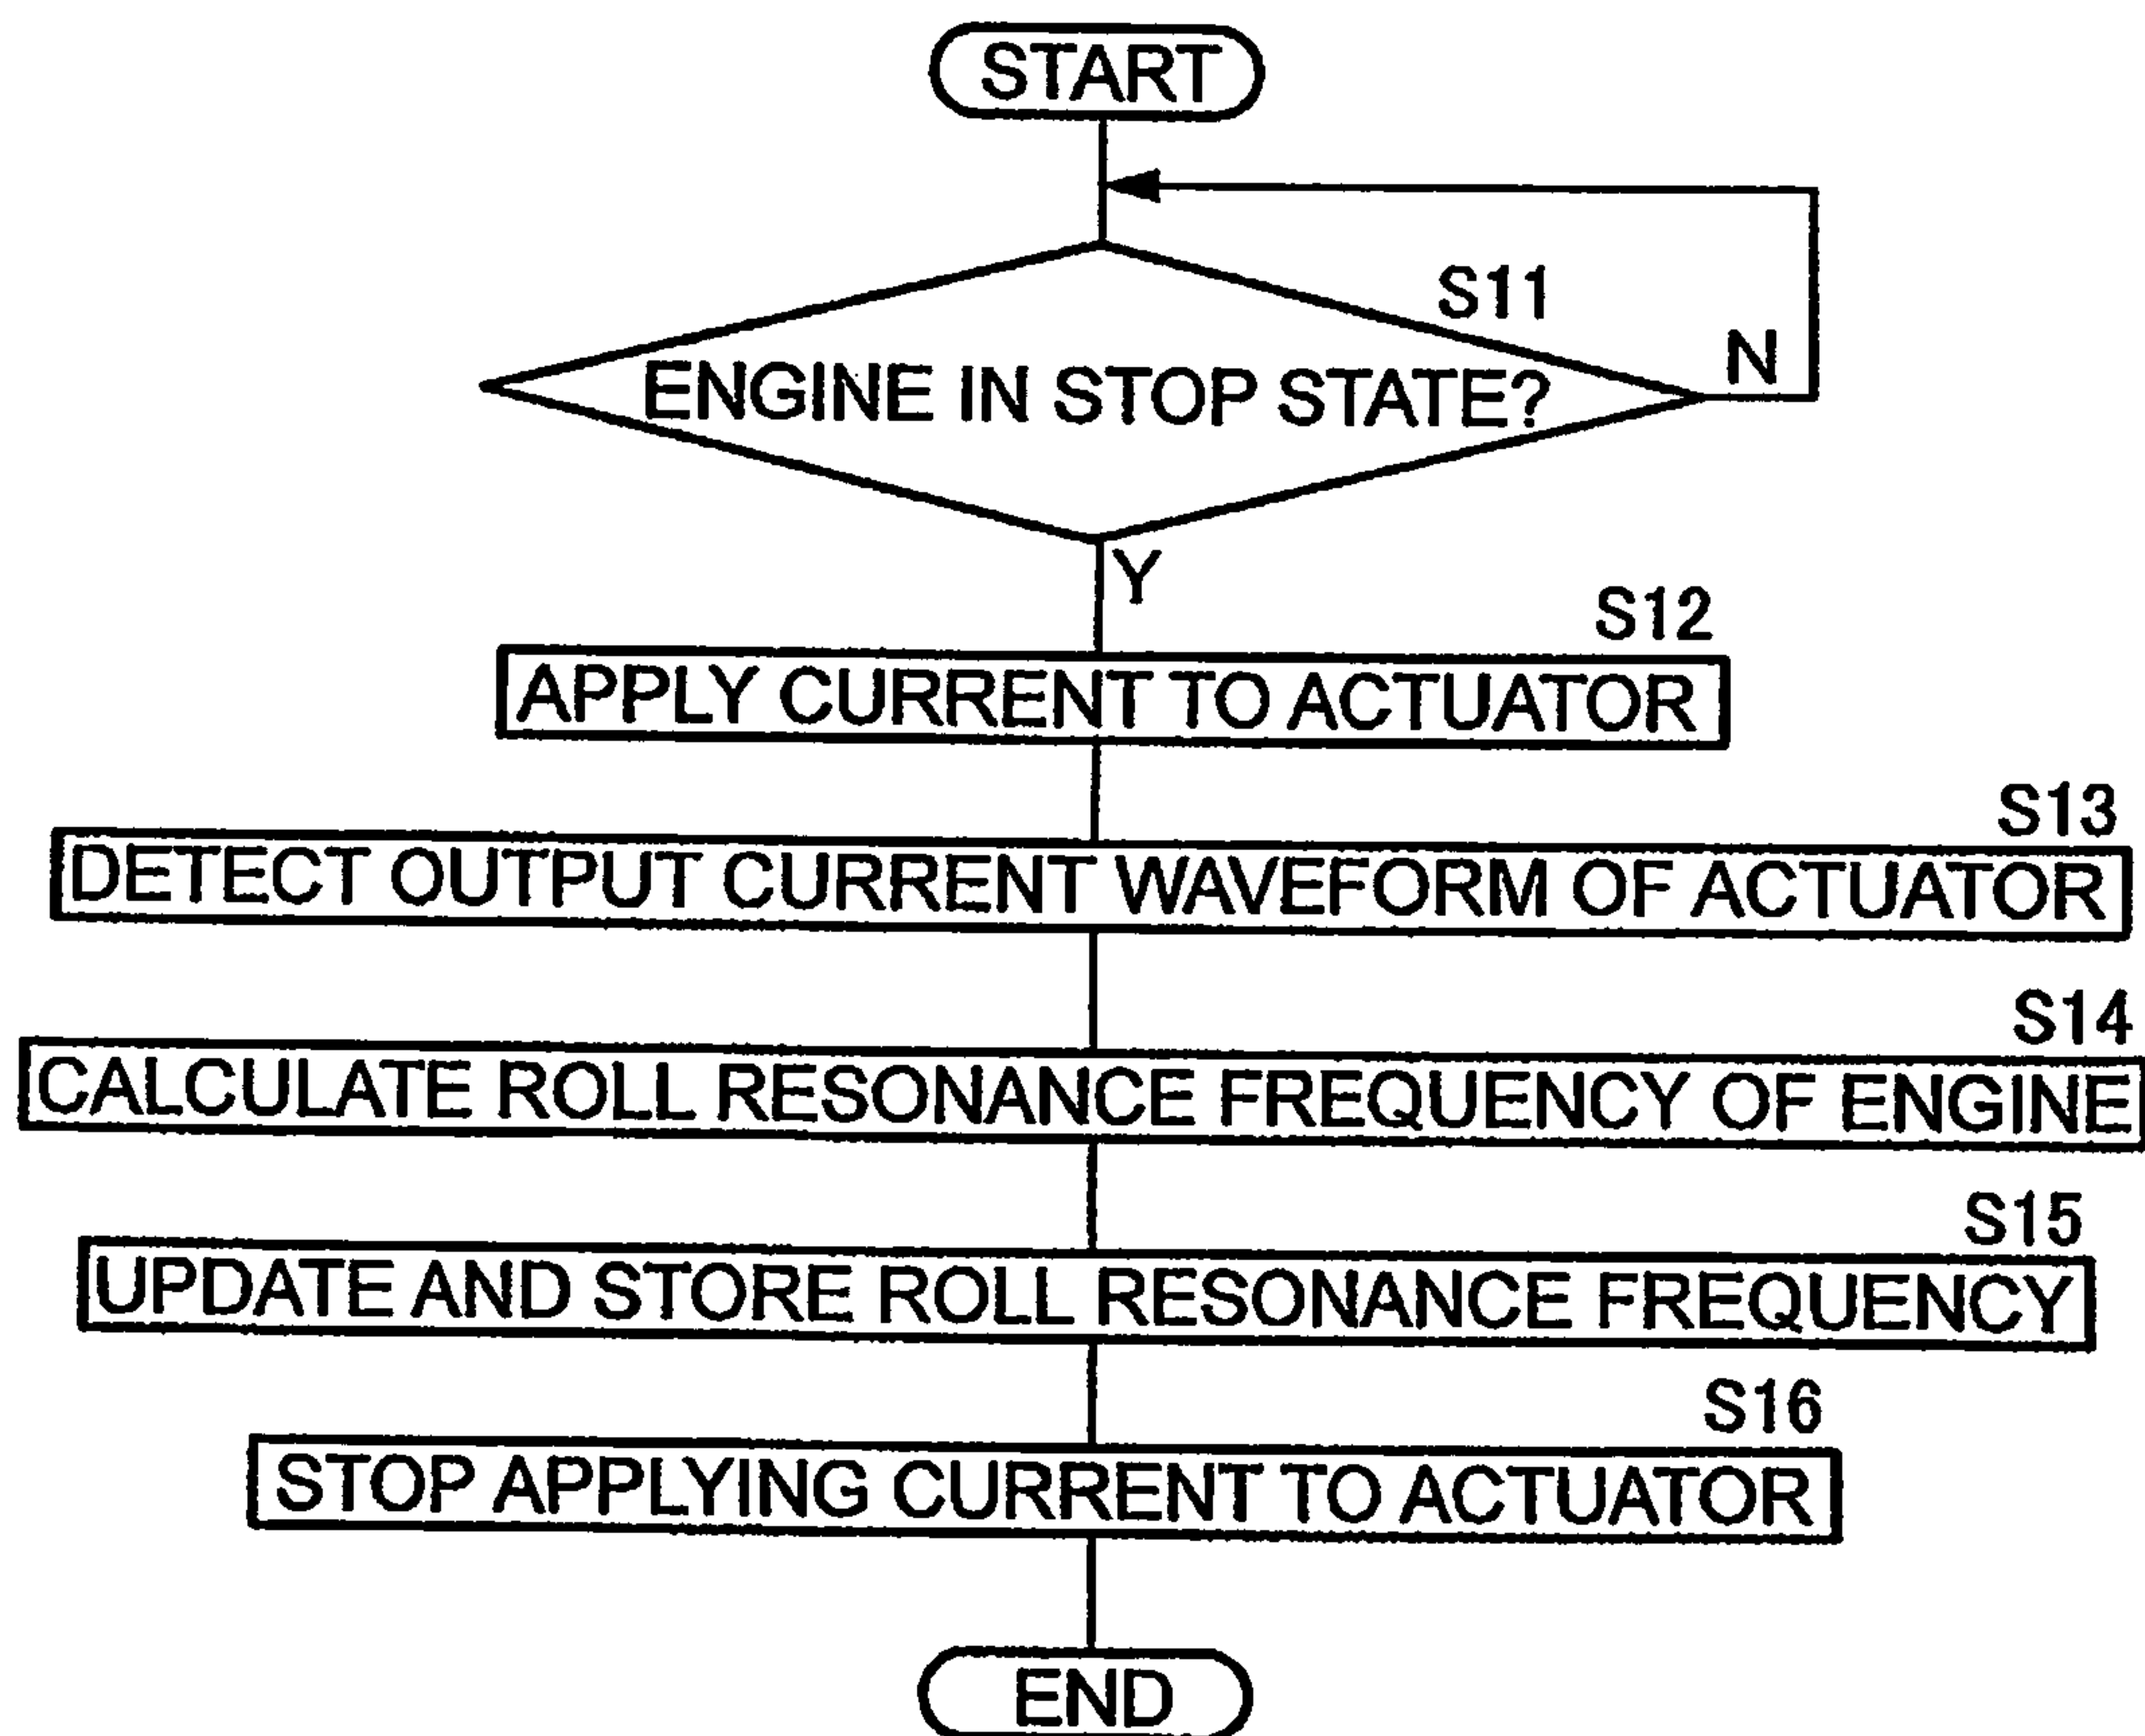 START
S11
ENGINE IN STOP STATE?
N
Y
S12
APPLY CURRENT TO ACTUATOR
S13
DETECT OUTPUT CURRENT WAVEFORM OF ACTUATOR
S14
CALCULATE ROLL RESONANCE FREQUENCY OF ENGINE
S15
UPDATE AND STORE ROLL RESONANCE FREQUENCY
S16
STOP APPLYING CURRENT TO ACTUATOR
END